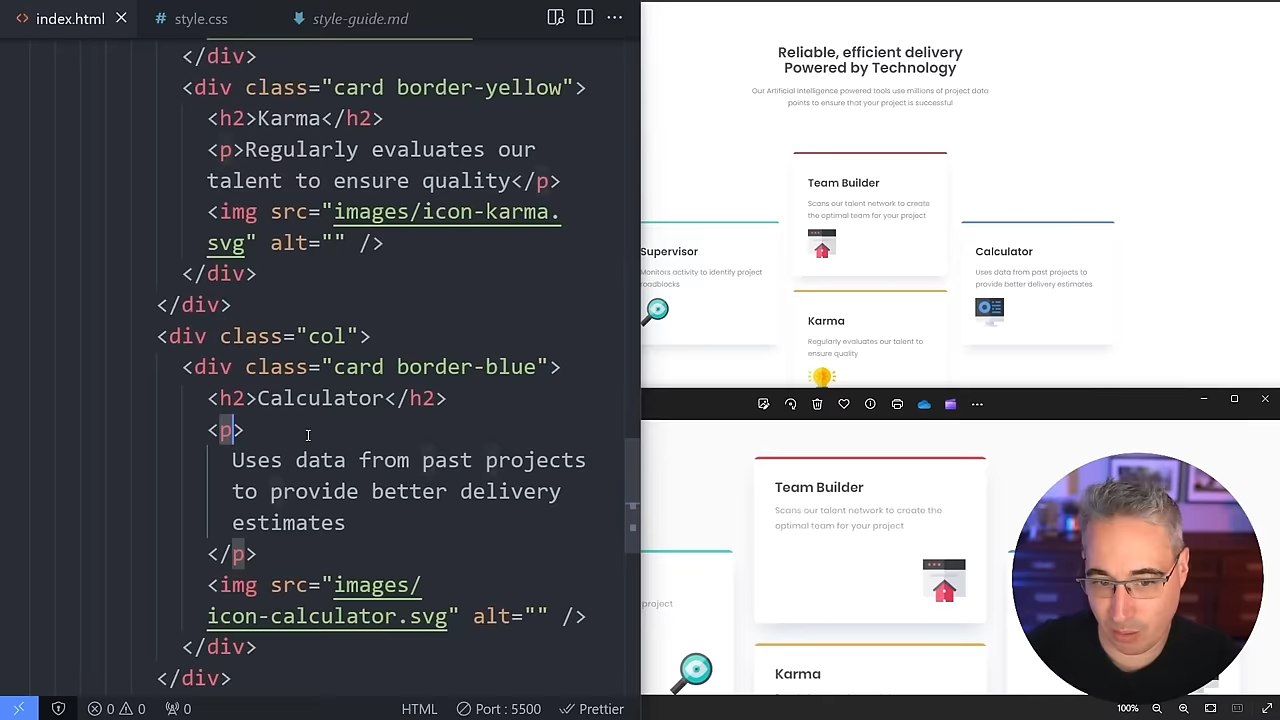 index.html
style.css
style-guide.md
</div>
<div class="card border-yellow">
<h2>Karma</h2>
<p>Regularly evaluates our
talent to ensure quality</p>
<img src="images/icon-karma.
svg" alt="" />
</div>
</div>
<div class="col">
<div class="card border-blue">
<h2>Calculator</h2>
<p>
Uses data from past projects
to provide better delivery
estimates
</p>
<img src="images/
icon-calculator.svg" alt="" />
</div>
</div>
0 0 0
HTML
Port : 5500
Prettier
Reliable, efficient delivery
Powered by Technology
Our Artificial Intelligence powered tools use millions of project data
points to ensure that your project is successful
Team Builder
Scans our talent network to create
the optimal team for your project
Supervisor
Monitors activity to identify project
roadblocks
Calculator
Uses data from past projects to
provide better delivery estimates
Karma
Regularly evaluates our talent to
ensure quality
Team Builder
Scans our talent network to create the
optimal team for your project
project
Karma
100%